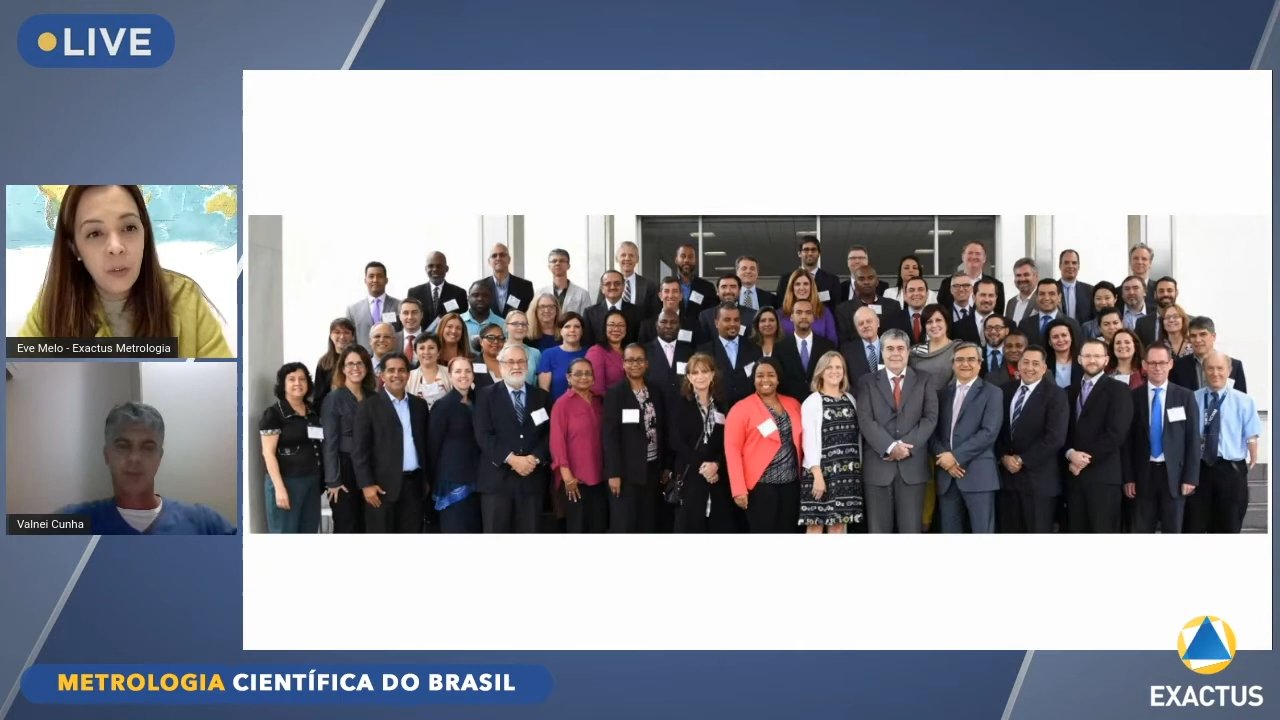 LIVE
Eve Melo - Exactus Metrologia
Valnei Cunha
METROLOGIA CIENTÍFICA DO BRASIL
EXACTUS